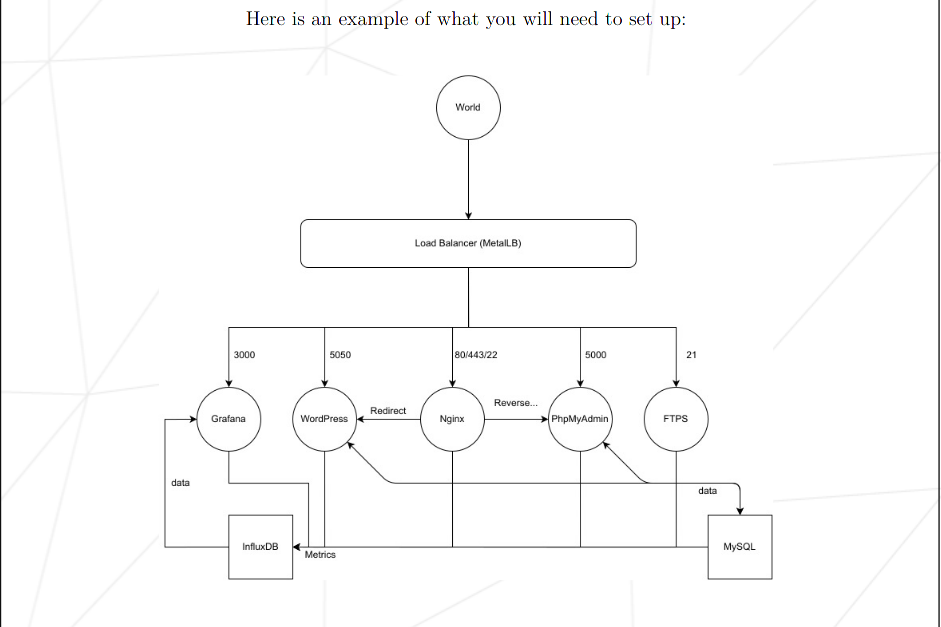 Here is an example of what you will need to set up:
World
Load Balancer (MetalLB)
3000
5050
80/443/22
5000
21
Grafana
WordPress
Redirect
Nginx
Reverse...
PhpMyAdmin
FTPS
data
data
InfluxDB
Metrics
MySQL